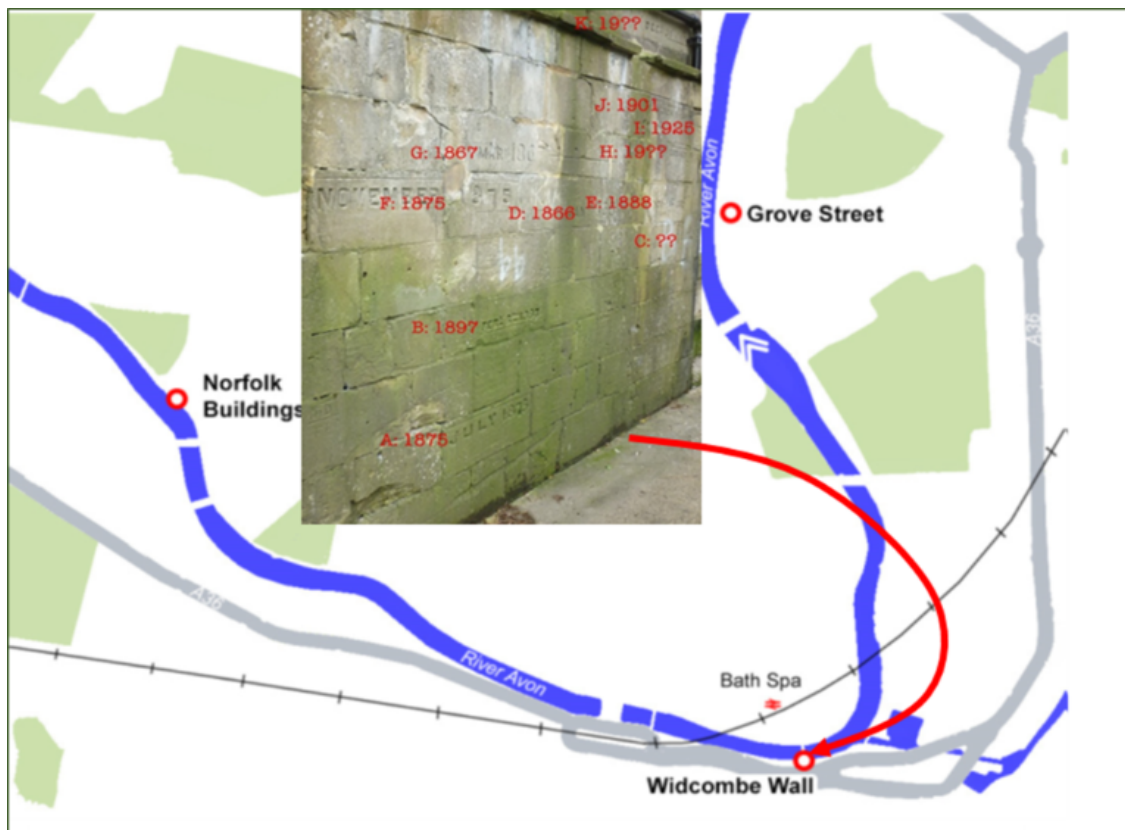 K: 19??
J: 1901
I: 1925
G: 1867
H: 19??
NOVEMBER 1875
F: 1875
E: 1888
D: 1866
C: ??
B: 1897
JULY
A: 1875
River Avon
Grove Street
A36
Norfolk
Buildings
A36
River Avon
Bath Spa
Widcombe Wall